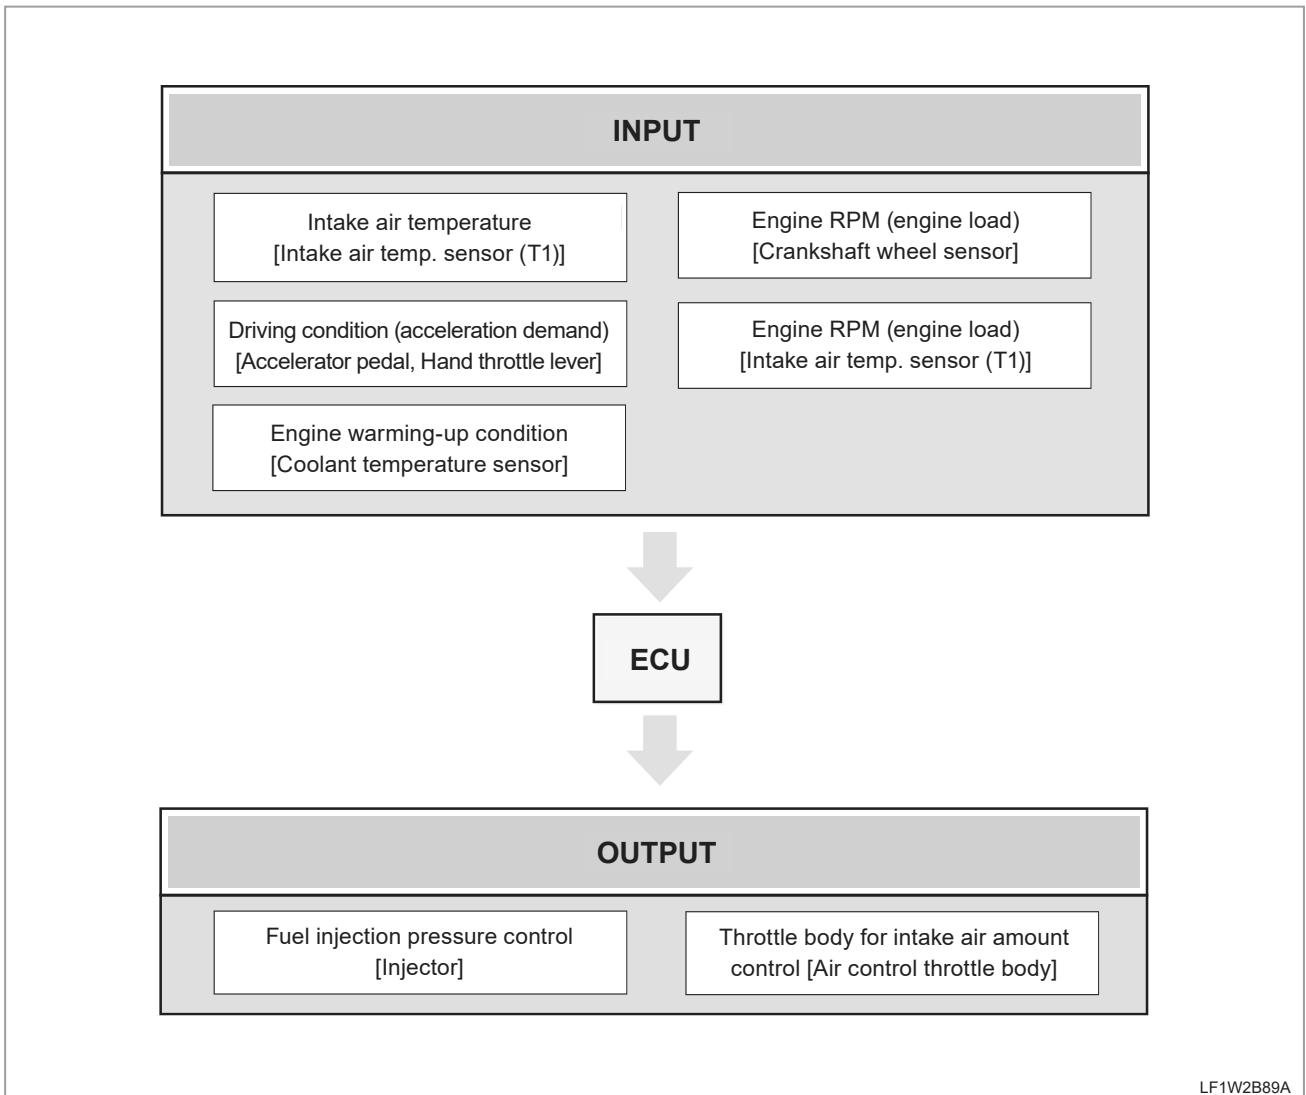 INPUT
Intake air temperature
[Intake air temp. sensor (T1)]
Engine RPM (engine load)
[Crankshaft wheel sensor]
Driving condition (acceleration demand)
[Accelerator pedal, Hand throttle lever]
Engine RPM (engine load)
[Intake air temp. sensor (T1)]
Engine warming-up condition
[Coolant temperature sensor]
ECU
OUTPUT
Fuel injection pressure control
[Injector]
Throttle body for intake air amount
control [Air control throttle body]
LF1W2B89A